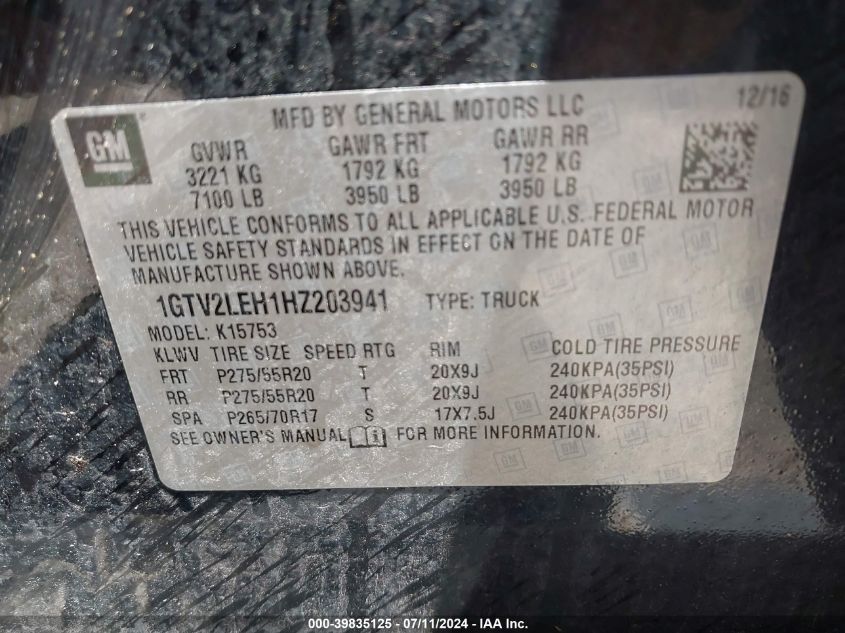 MFD BY GENERAL MOTORS LLC 12/16
GM
GVWR GAWR FRT GAWR RR
3221 KG 1792 KG 1792 KG
7100 LB 3950 LB 3950 LB
THIS VEHICLE CONFORMS TO ALL APPLICABLE U.S. FEDERAL MOTOR
VEHICLE SAFETY STANDARDS IN EFFECT ON THE DATE OF
MANUFACTURE SHOWN ABOVE.
1GTV2LEH1HZ203941 TYPE: TRUCK
MODEL: K15753
KLWV TIRE SIZE SPEED RTG RIM COLD TIRE PRESSURE
FRT P275/55R20 T 20X9J 240KPA(35PSI)
RR P275/55R20 T 20X9J 240KPA(35PSI)
SPA P265/70R17 S 17X7.5J 240KPA(35PSI)
SEE OWNER'S MANUAL FOR MORE INFORMATION.
000-39835125 - 07/11/2024 - IAA Inc.